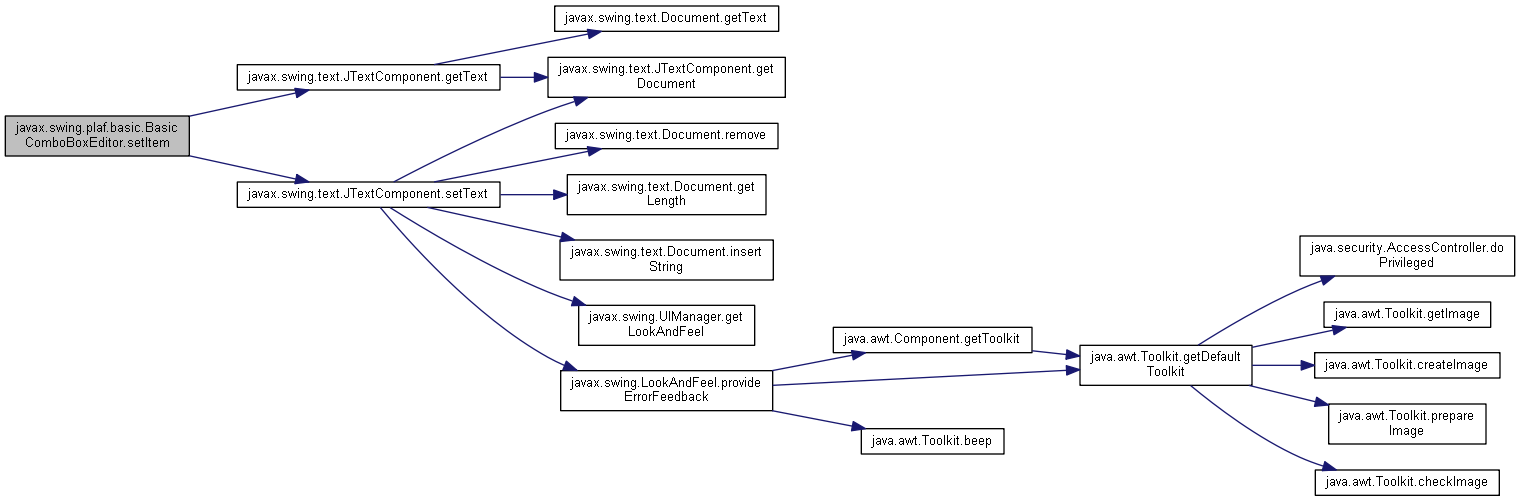 javax.swing.text.Document.getText
javax.swing.text.JTextComponent.getText
javax.swing.text.JTextComponent.get
Document
javax.swing.plaf.basic.Basic
ComboBoxEditor.setItem
javax.swing.text.Document.remove
javax.swing.text.JTextComponent.setText
javax.swing.text.Document.get
Length
javax.swing.text.Document.insert
String
javax.swing.UIManager.get
LookAndFeel
javax.swing.LookAndFeel.provide
ErrorFeedback
java.awt.Component.getToolkit
java.awt.Toolkit.beep
java.awt.Toolkit.getDefault
Toolkit
java.security.AccessController.do
Privileged
java.awt.Toolkit.getImage
java.awt.Toolkit.createImage
java.awt.Toolkit.prepare
Image
java.awt.Toolkit.checkImage